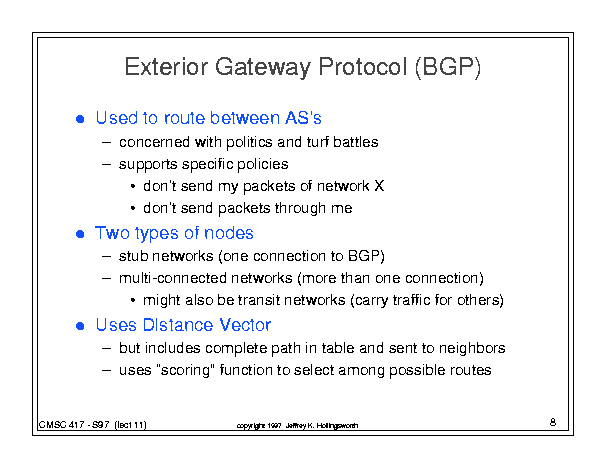 Exterior Gateway Protocol (BGP)
● Used to route between AS's
– concerned with politics and turf battles
– supports specific policies
• don't send my packets of network X
• don't send packets through me
● Two types of nodes
– stub networks (one connection to BGP)
– multi-connected networks (more than one connection)
• might also be transit networks (carry traffic for others)
● Uses Distance Vector
– but includes complete path in table and sent to neighbors
– uses "scoring" function to select among possible routes
CMSC 417 - S97 (lect 11)
copyright 1997 Jeffrey K. Hollingsworth
8